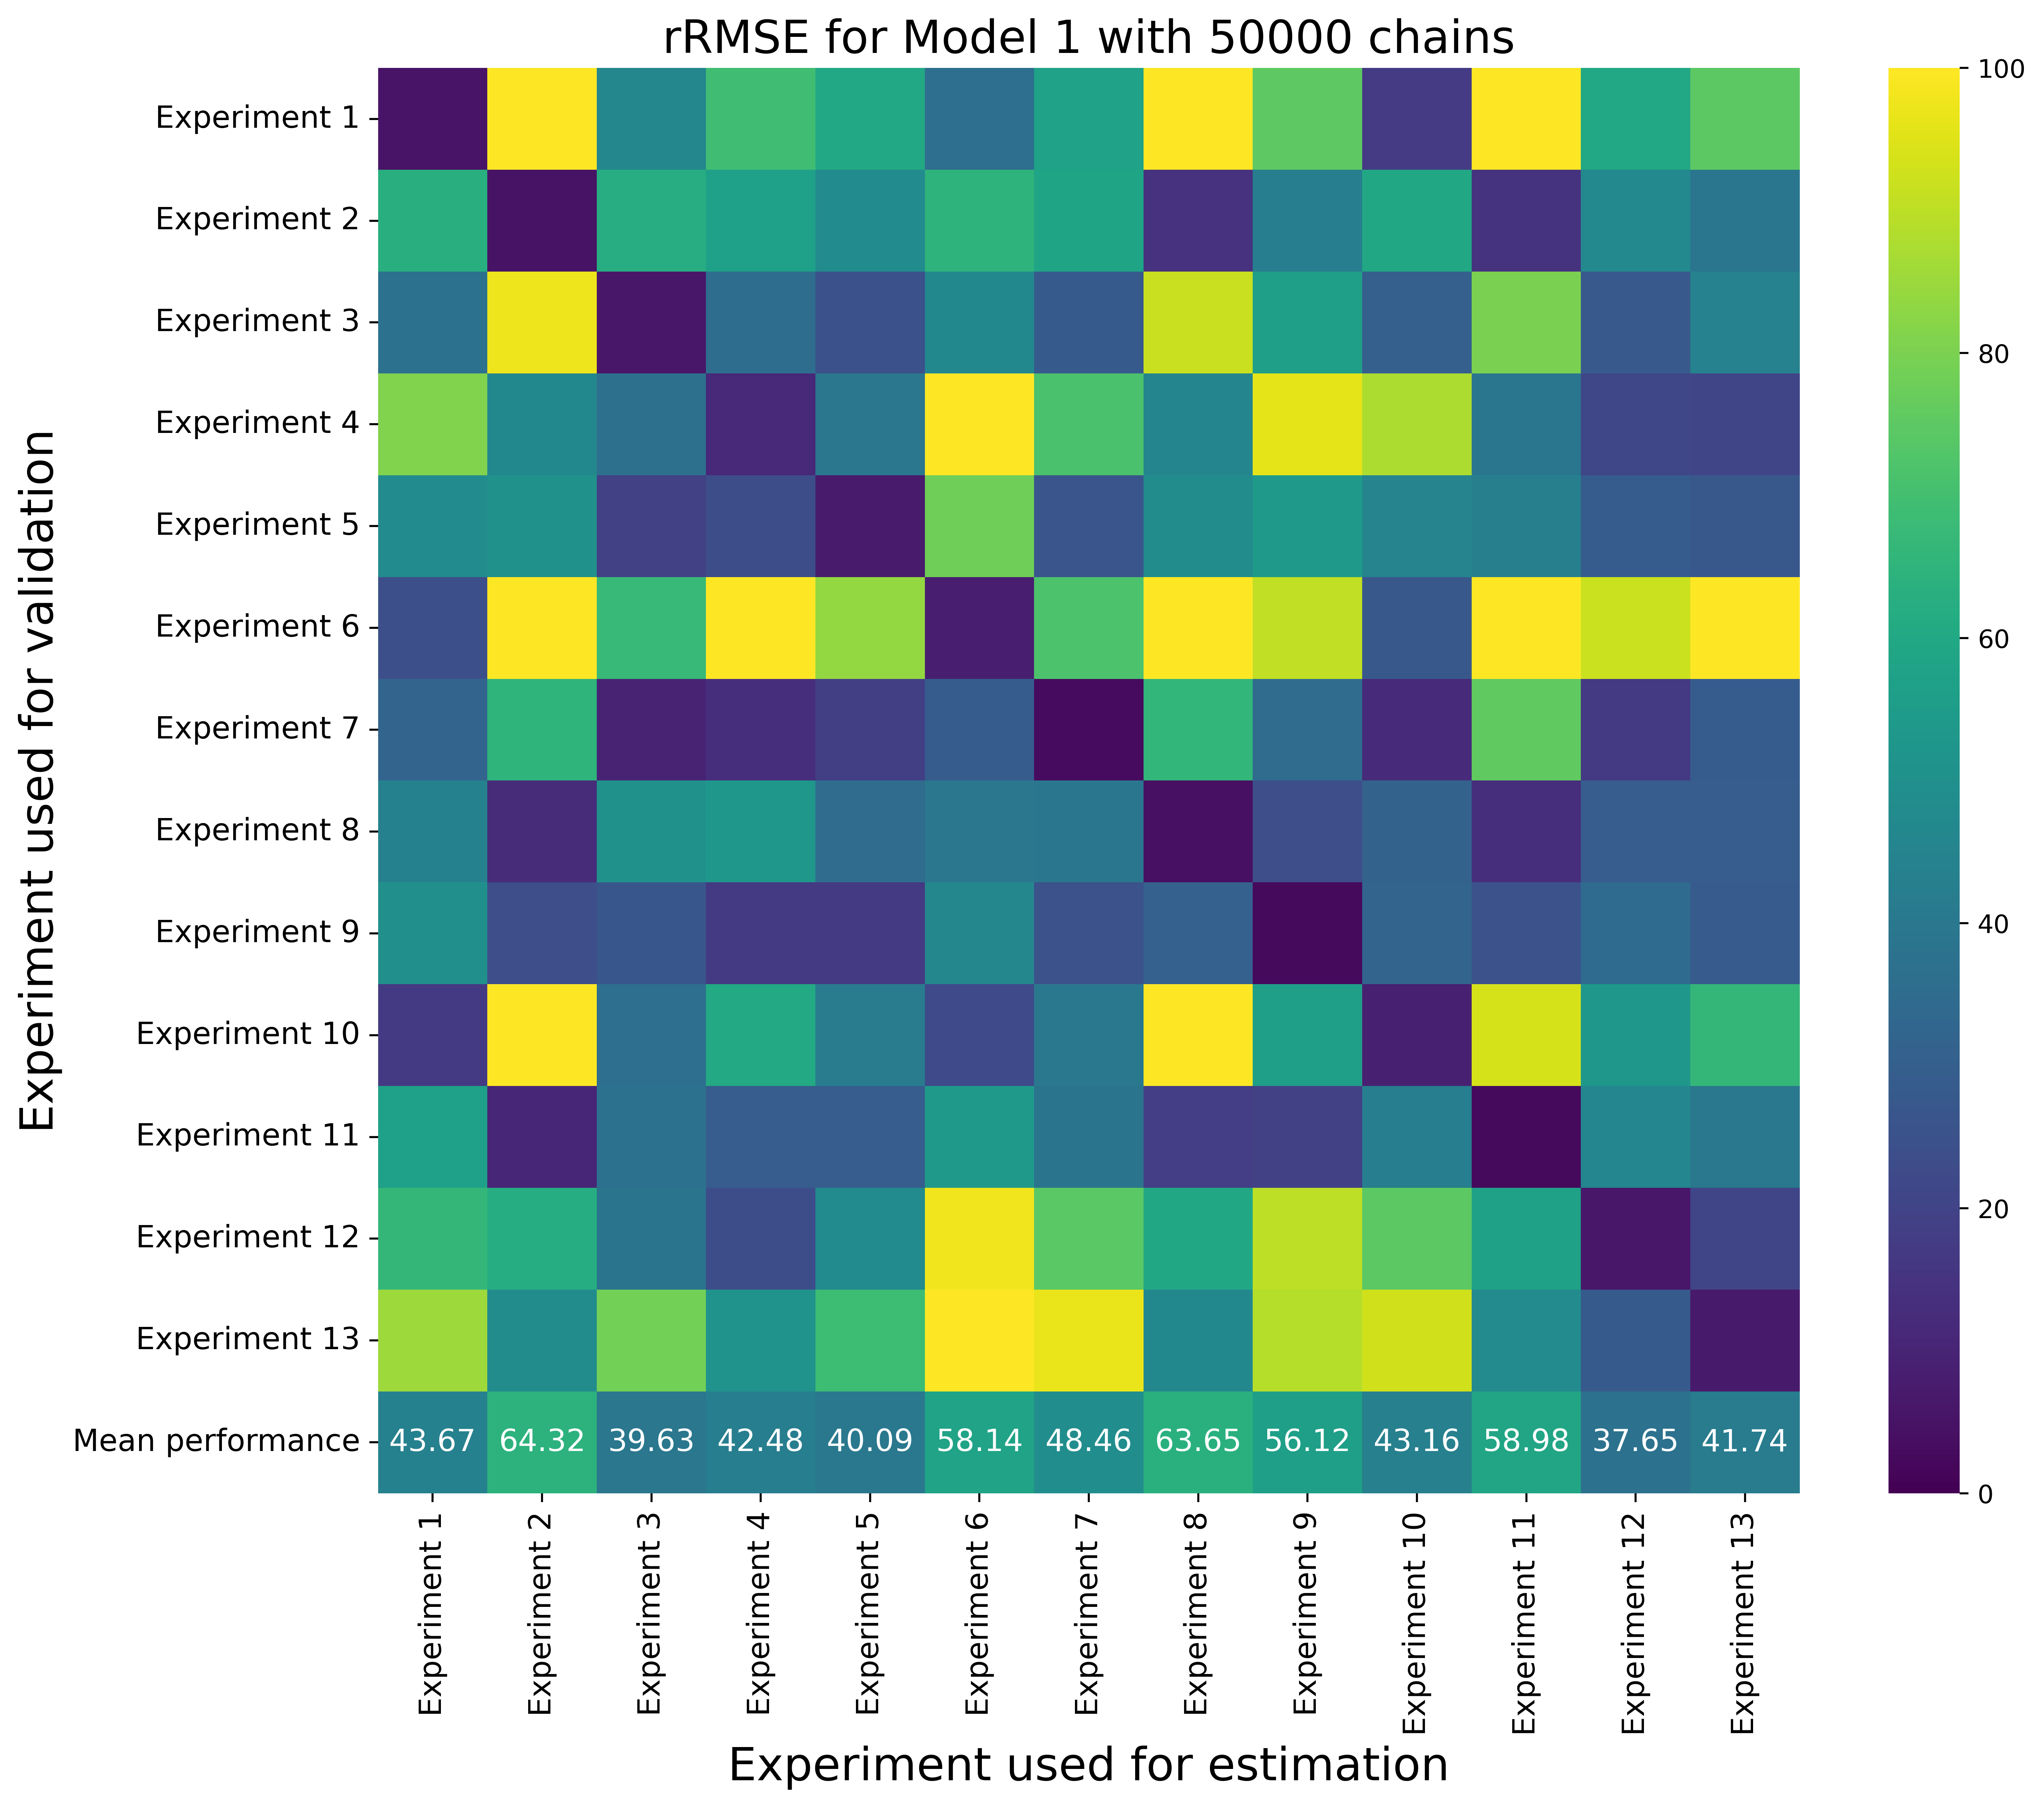 rRMSE for Model 1 with 50000 chains
Experiment used for validation
Experiment 1
Experiment 2
Experiment 3
Experiment 4
Experiment 5
Experiment 6
Experiment 7
Experiment 8
Experiment 9
Experiment 10
Experiment 11
Experiment 12
Experiment 13
Mean performance 43.67 64.32 39.63 42.48 40.09 58.14 48.46 63.65 56.12 43.16 58.98 37.65 41.74
Experiment 1
Experiment 2
Experiment 3
Experiment 4
Experiment 5
Experiment 6
Experiment 7
Experiment 8
Experiment 9
Experiment 10
Experiment 11
Experiment 12
Experiment 13
Experiment used for estimation
100
80
60
40
20
0